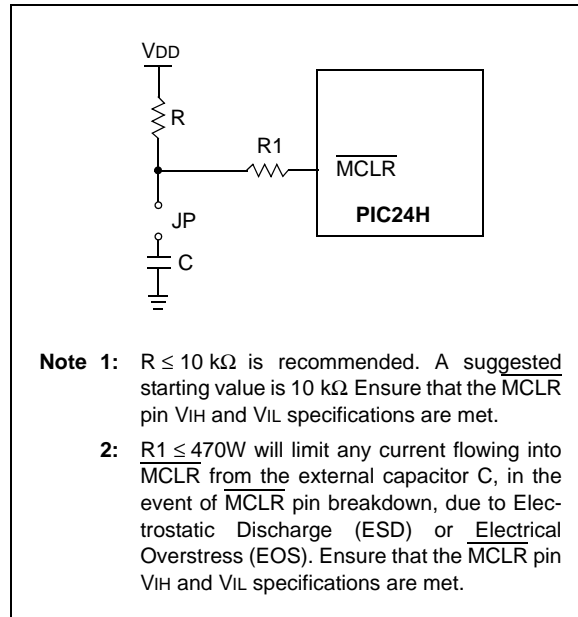 VDD
R
R1
MCLR
JP
PIC24H
C
Note 1: R ≤ 10 kΩ is recommended. A suggested
starting value is 10 kΩ Ensure that the MCLR
pin VIH and VIL specifications are met.
2: R1 ≤ 470W will limit any current flowing into
MCLR from the external capacitor C, in the
event of MCLR pin breakdown, due to Elec-
trostatic Discharge (ESD) or Electrical
Overstress (EOS). Ensure that the MCLR pin
VIH and VIL specifications are met.